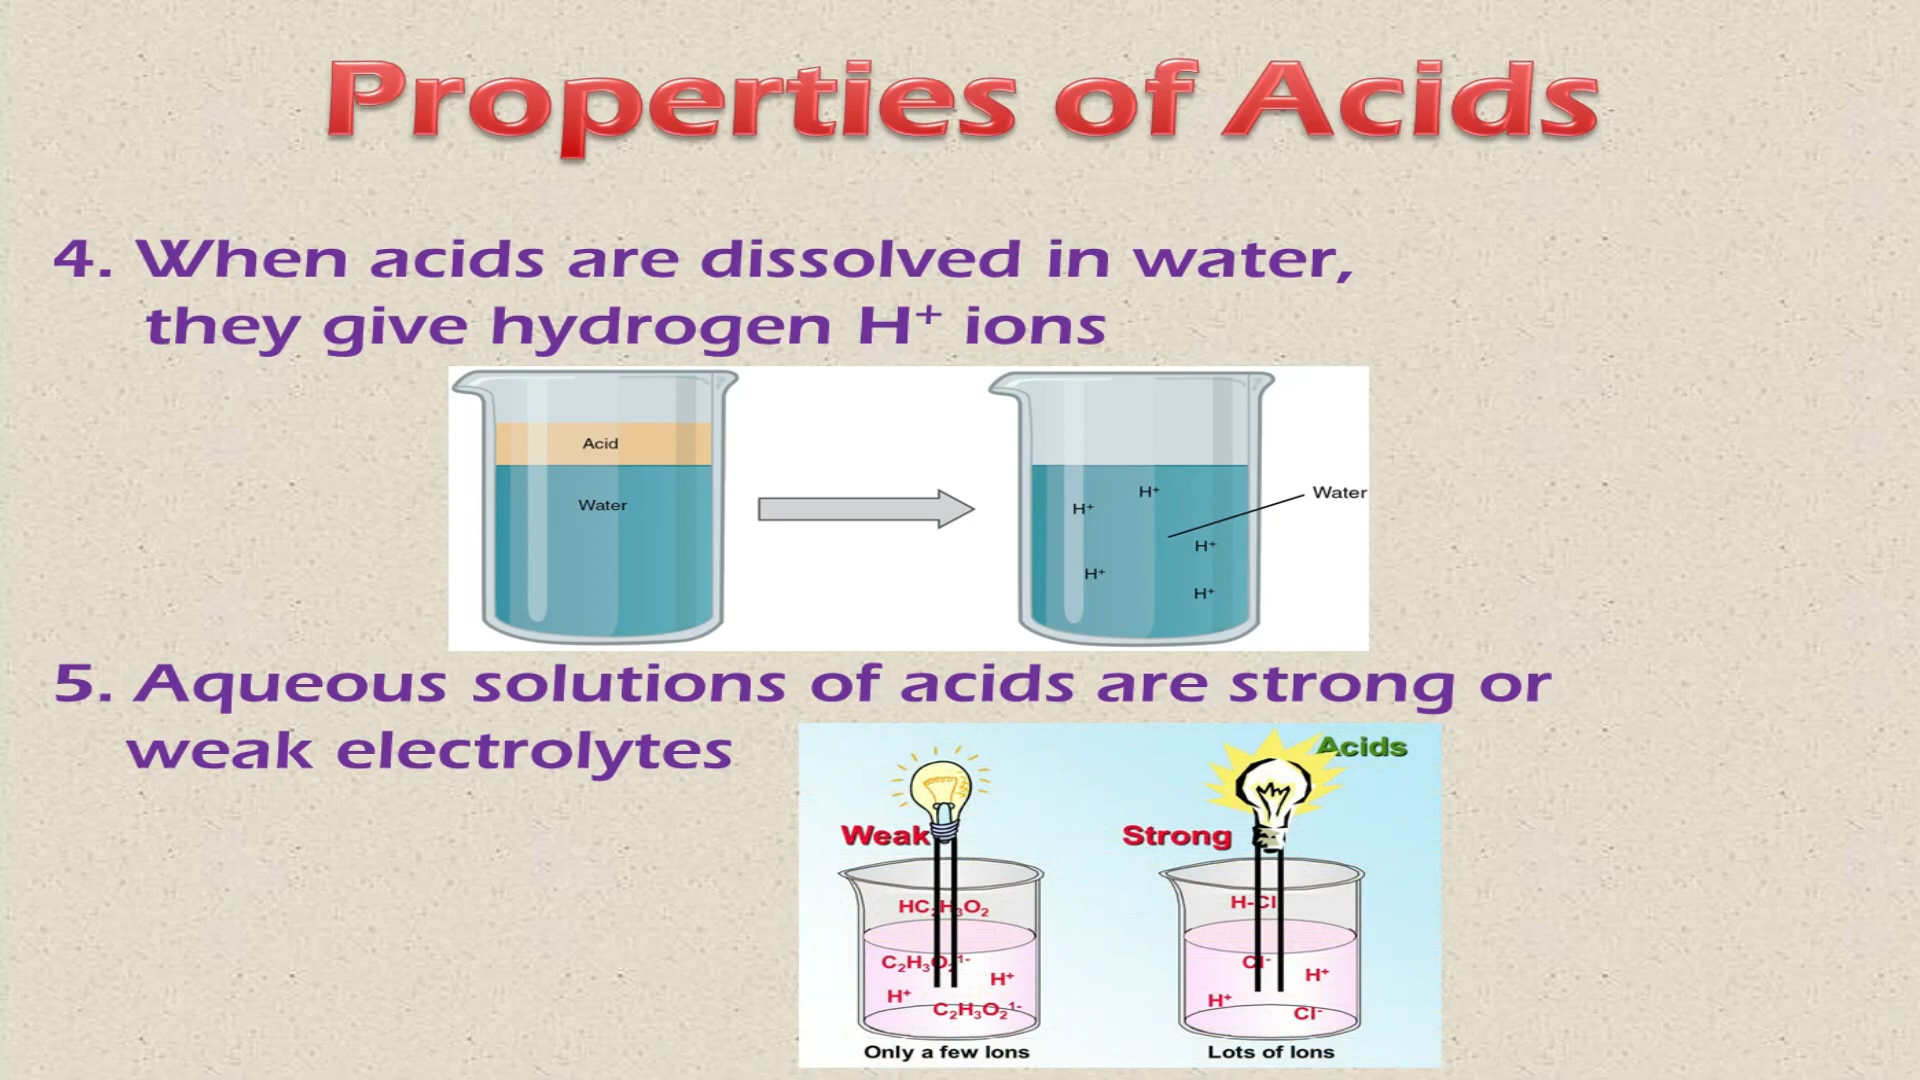 Properties of Acids
4. When acids are dissolved in water,
they give hydrogen H⁺ ions
Acid
Water
H⁺
H⁺
Water
H⁺
H⁺
H⁺
5. Aqueous solutions of acids are strong or
weak electrolytes
Acids
Weak
Strong
HC₂H₃O₂
H-Cl
C₂H₃O₂¹⁻
H⁺
H⁺
C₂H₃O₂¹⁻
Cl⁻
H⁺
H⁺
Cl⁻
Only a few Ions
Lots of Ions